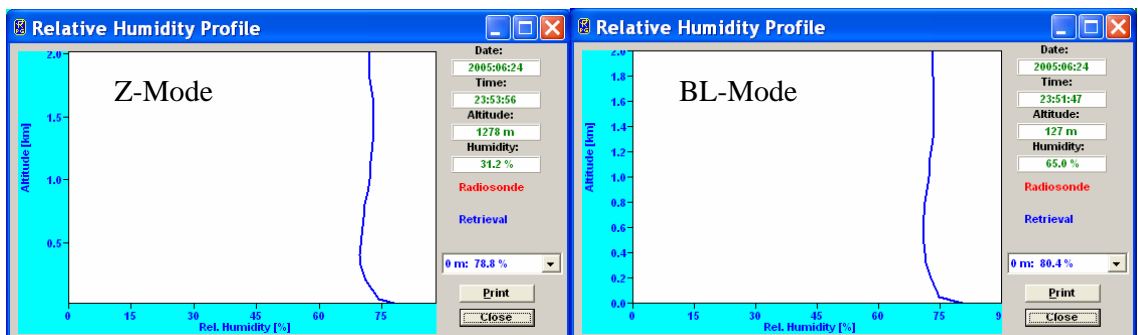 Relative Humidity Profile
Z-Mode
2.0
1.5
1.0
0.5
Altitude [km]
0 15 30 45 60 75
Rel. Humidity [%]
Date:
2005:06:24
Time:
23:53:56
Altitude:
1278 m
Humidity:
31.2 %
Radiosonde
Retrieval
0 m: 78.8 %
Print
Close
Relative Humidity Profile
BL-Mode
2.0
1.8
1.6
1.4
1.2
1.0
0.8
0.6
0.4
0.2
0.0
Altitude [km]
0 15 30 45 60 75 9
Rel. Humidity [%]
Date:
2005:06:24
Time:
23:51:47
Altitude:
127 m
Humidity:
65.0 %
Radiosonde
Retrieval
0 m: 80.4 %
Print
Close